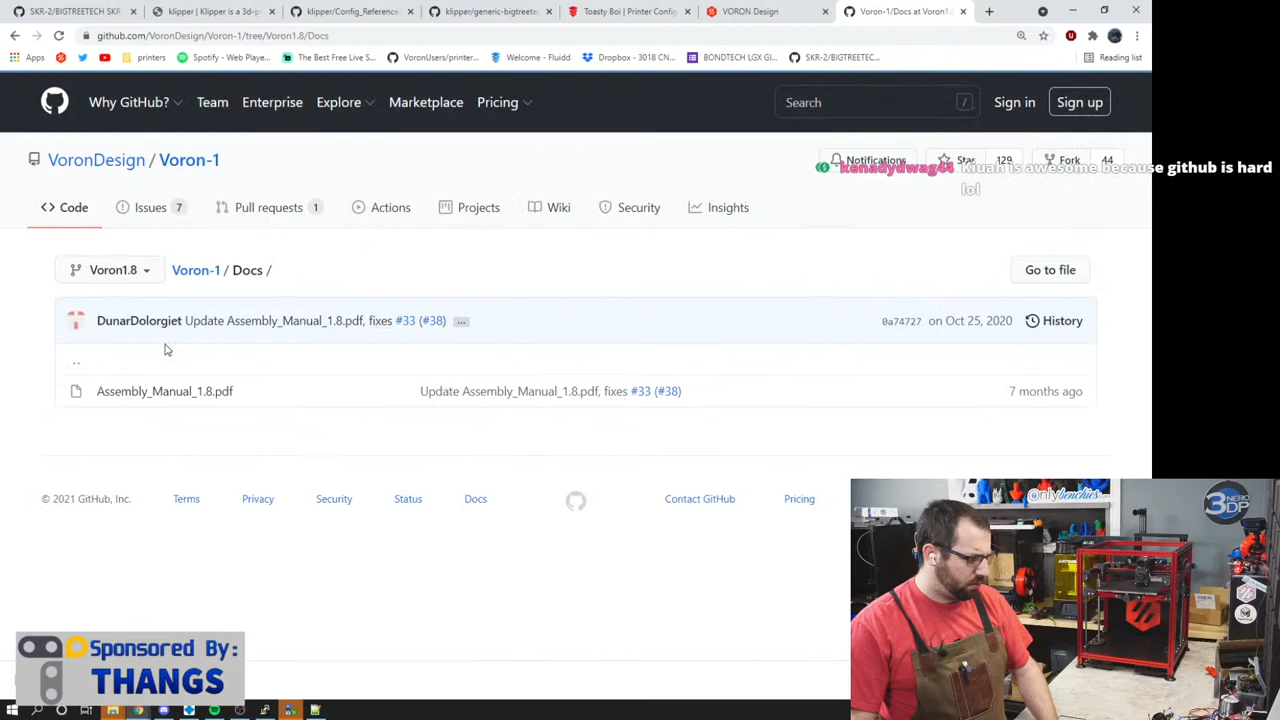 SKR-2/BIGTREETECH SKR
klipper | Klipper is a 3d-p
klipper/Config_Reference
klipper/generic-bigtreete
Toasty Boi | Printer Config
VORON Design
Voron-1/Docs at Voron1.8
github.com/VoronDesign/Voron-1/tree/Voron1.8/Docs
Apps
printers
Spotify - Web Playe...
The Best Free Live S...
VoronUsers/printer...
Welcome - Fluidd
Dropbox - 3018 CN...
BONDTECH LGX GI...
SKR-2/BIGTREETEC...
Reading list
Why GitHub?
Team
Enterprise
Explore
Marketplace
Pricing
Search
/
Sign in
Sign up
VoronDesign / Voron-1
Notifications
Star
129
Fork
44
kenadydwag44 Kiuah is awesome because github is hard
lol
Code
Issues 7
Pull requests 1
Actions
Projects
Wiki
Security
Insights
Voron1.8
Voron-1 / Docs /
Go to file
DunarDolorgiet Update Assembly_Manual_1.8.pdf, fixes #33 (#38) ...
0a74727 on Oct 25, 2020
History
..
Assembly_Manual_1.8.pdf
Update Assembly_Manual_1.8.pdf, fixes #33 (#38)
7 months ago
© 2021 GitHub, Inc.
Terms
Privacy
Security
Status
Docs
Contact GitHub
Pricing
Onlybenchies
3DP
NERO
Sponsored By:
THANGS